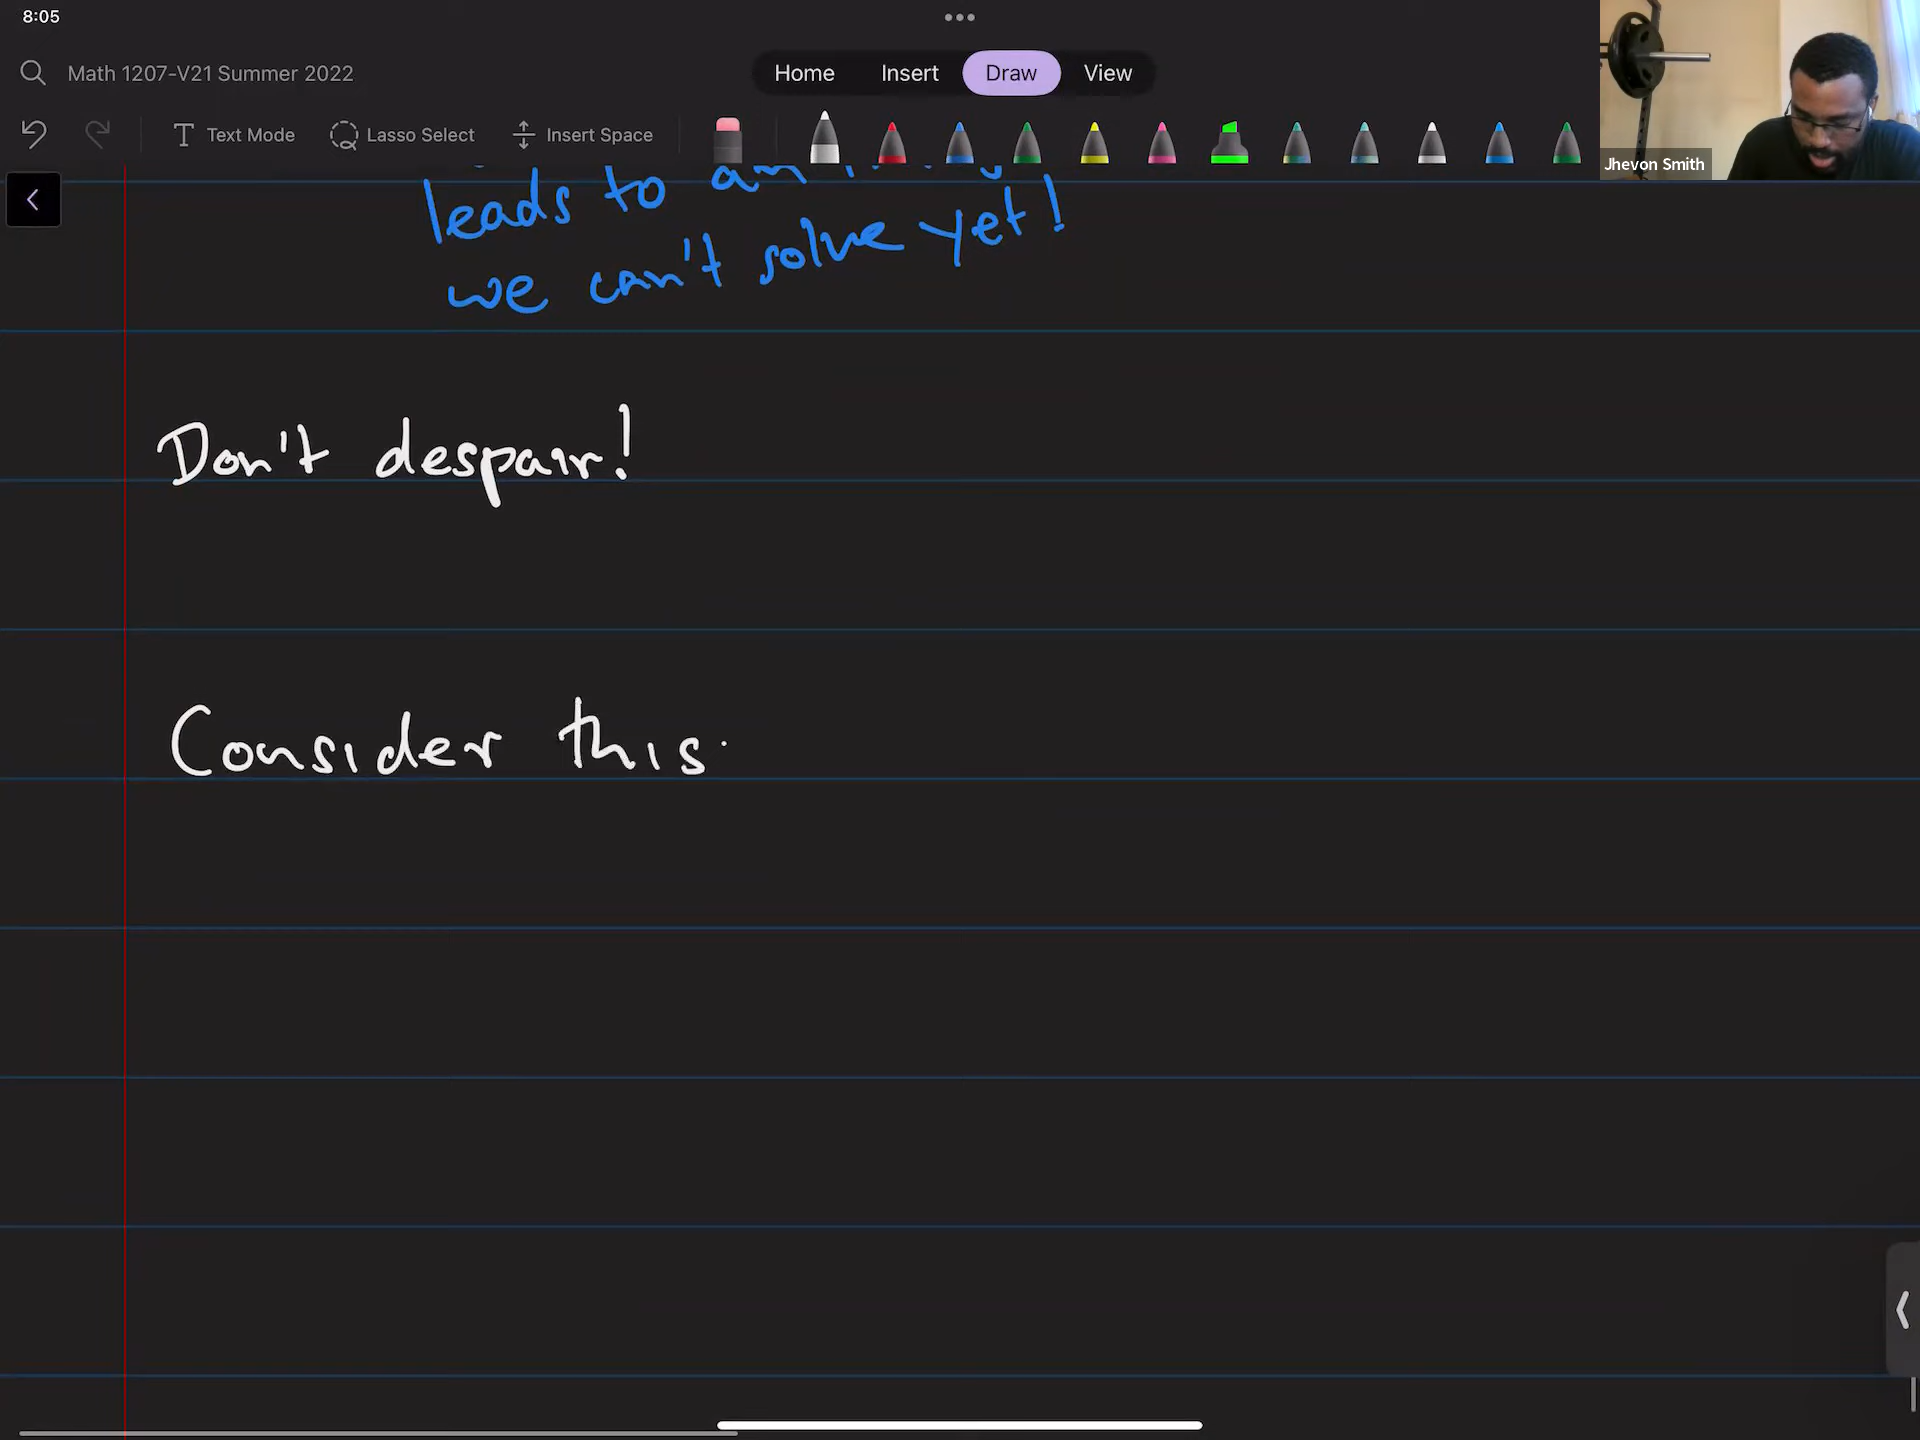 8:05
Math 1207-V21 Summer 2022
Home Insert Draw View
Text Mode Lasso Select Insert Space
Jhevon Smith
leads to an
we can't solve yet!
Don't despair!
Consider this